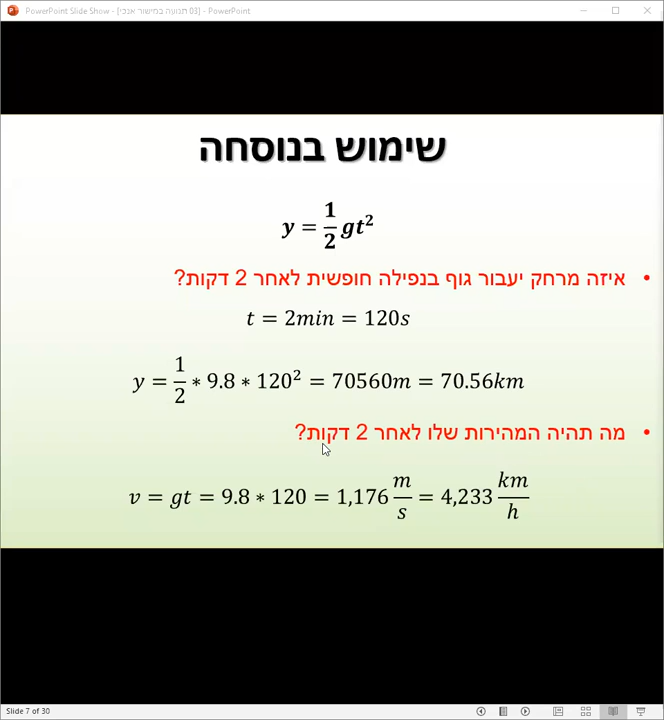 PowerPoint Slide Show - [03 תנועה במישור אנכי] - PowerPoint
שימוש בנוסחה
y = 1/2 gt²
• איזה מרחק יעבור גוף בנפילה חופשית לאחר 2 דקות?
t = 2min = 120s
y = 1/2 * 9.8 * 120² = 70560m = 70.56km
• מה תהיה המהירות שלו לאחר 2 דקות?
v = gt = 9.8 * 120 = 1,176 m/s = 4,233 km/h
Slide 7 of 30